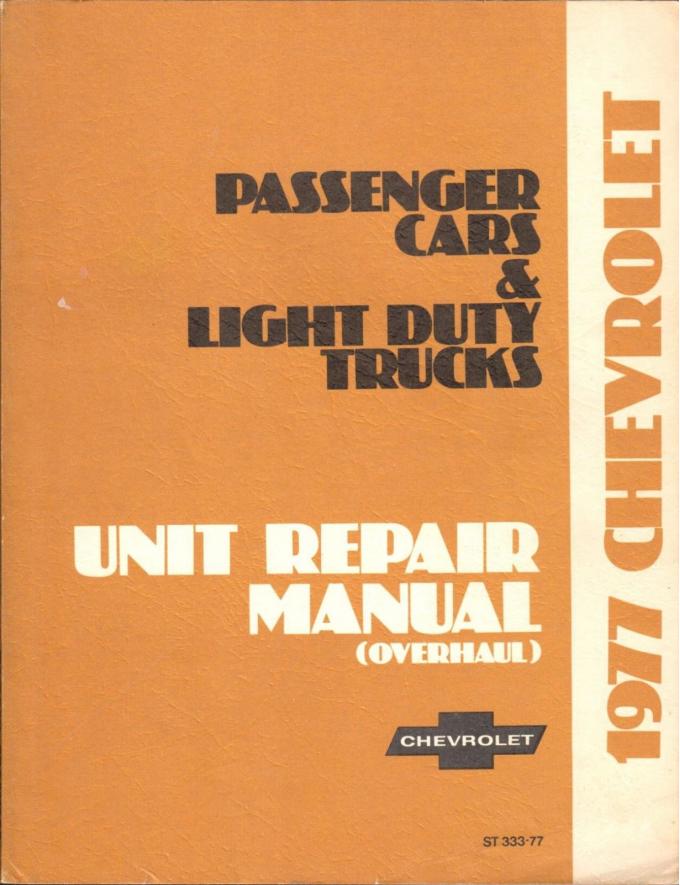 PASSENGER
CARS
&
LIGHT DUTY
TRUCKS
UNIT REPAIR
MANUAL
(OVERHAUL)
CHEVROLET
ST 333-77
1977 CHEVROLET